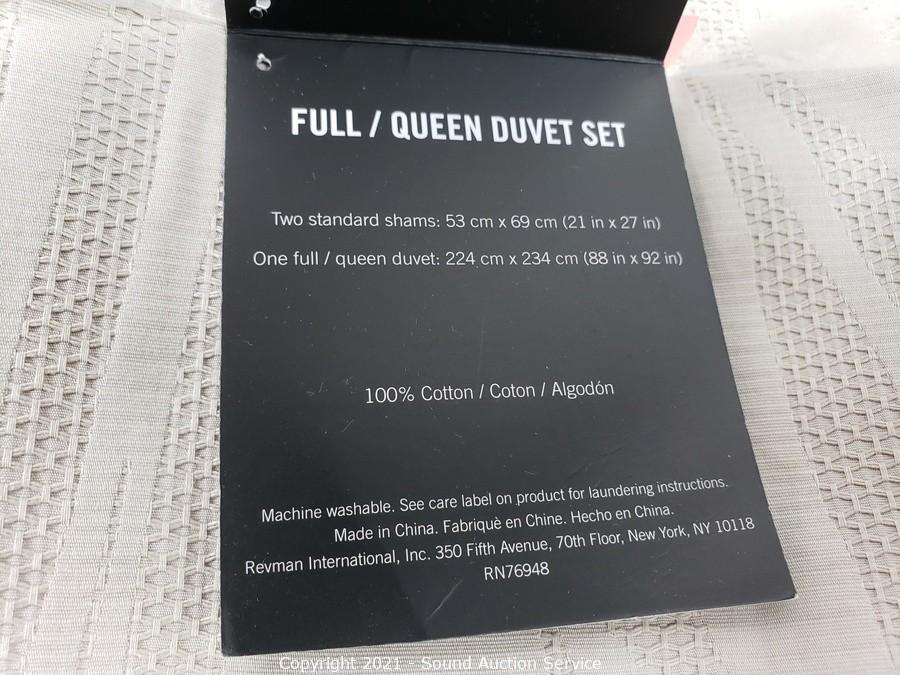 FULL / QUEEN DUVET SET
Two standard shams: 53 cm x 69 cm (21 in x 27 in)
One full / queen duvet: 224 cm x 234 cm (88 in x 92 in)
100% Cotton / Coton / Algodón
Machine washable. See care label on product for laundering instructions.
Made in China. Fabriquè en Chine. Hecho en China.
Revman International, Inc. 350 Fifth Avenue, 70th Floor, New York, NY 10118
RN76948
Copyright 2021 - Sound Auction Service